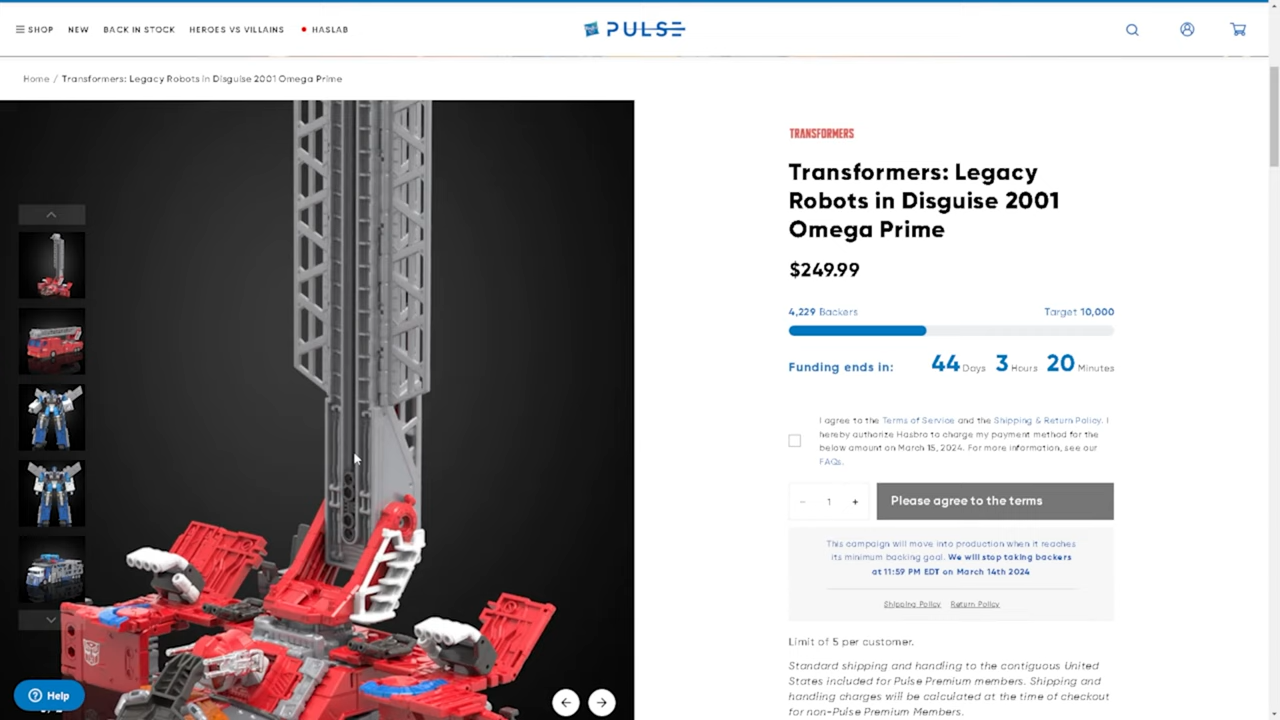 SHOP NEW BACK IN STOCK HEROES VS VILLAINS HASLAB
PULSE
Home / Transformers: Legacy Robots in Disguise 2001 Omega Prime
TRANSFORMERS
Transformers: Legacy
Robots in Disguise 2001
Omega Prime
$249.99
4,229 Backers Target 10,000
Funding ends in: 44 Days 3 Hours 20 Minutes
I agree to the Terms of Service and the Shipping & Return Policy. I
hereby authorize Hasbro to charge my payment method for the
below amount on March 15, 2024. For more information, see our
FAQs.
− 1 + Please agree to the terms
This campaign will move into production when it reaches
its minimum backing goal. We will stop taking backers
at 11:59 PM EDT on March 14th 2024
Shipping Policy Return Policy
Limit of 5 per customer.
Standard shipping and handling to the contiguous United
States included for Pulse Premium members. Shipping and
handling charges will be calculated at the time of checkout
for non-Pulse Premium Members.
Help